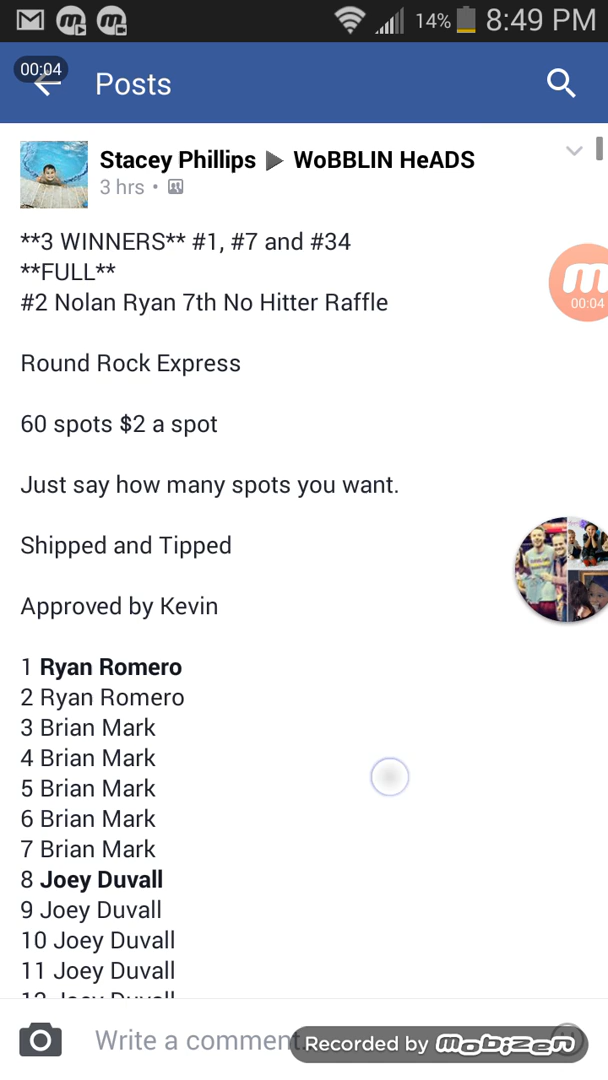 14% 8:49 PM
00:04
Posts
Stacey Phillips ▶ WoBBLIN HeADS
3 hrs •
**3 WINNERS** #1, #7 and #34
**FULL**
#2 Nolan Ryan 7th No Hitter Raffle
00:04
Round Rock Express
60 spots $2 a spot
Just say how many spots you want.
Shipped and Tipped
Approved by Kevin
1 Ryan Romero
2 Ryan Romero
3 Brian Mark
4 Brian Mark
5 Brian Mark
6 Brian Mark
7 Brian Mark
8 Joey Duvall
9 Joey Duvall
10 Joey Duvall
11 Joey Duvall
12 Joey Duvall
Write a comment.
Recorded by mobizen